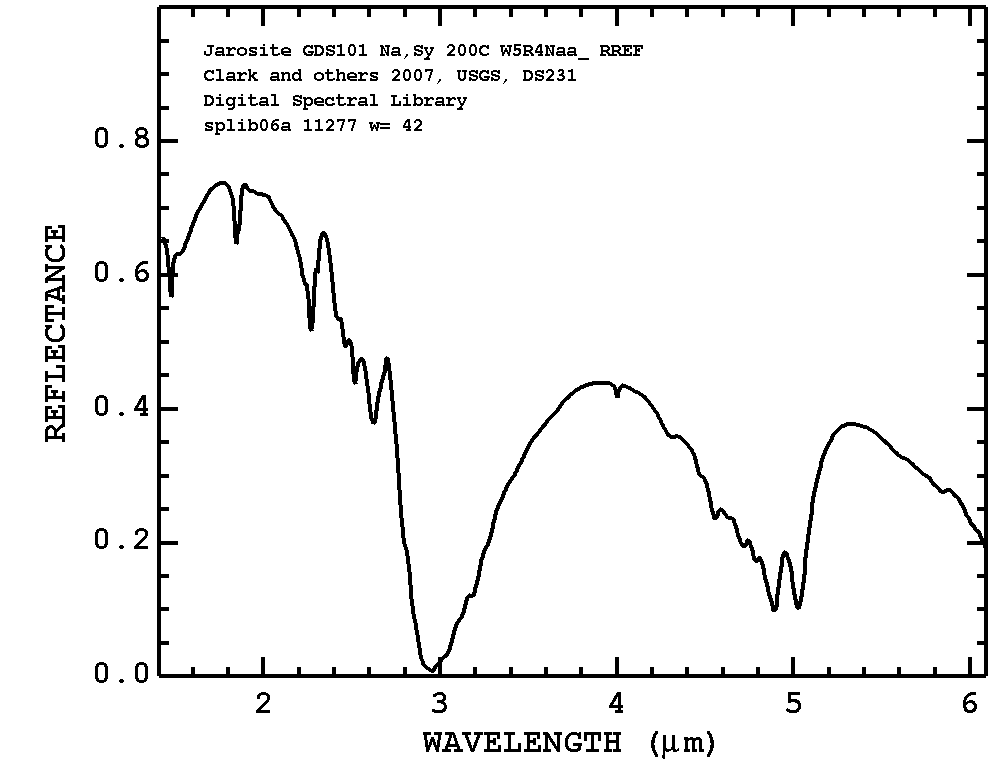 Jarosite GDS101 Na,Sy 200C W5R4Naa_ RREF
Clark and others 2007, USGS, DS231
Digital Spectral Library
splib06a 11277 w= 42
0.8
0.6
0.4
0.2
0.0
REFLECTANCE
2 3 4 5 6
WAVELENGTH (μm)